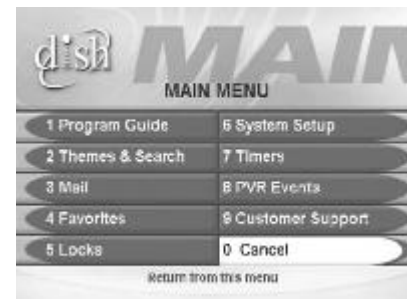 dish
MAIN
MAIN MENU
1 Program Guide
2 Themes & Search
3 Mail
4 Favorites
5 Locks
6 System Setup
7 Timers
8 PVR Events
9 Customer Support
0 Cancel
Return from this menu